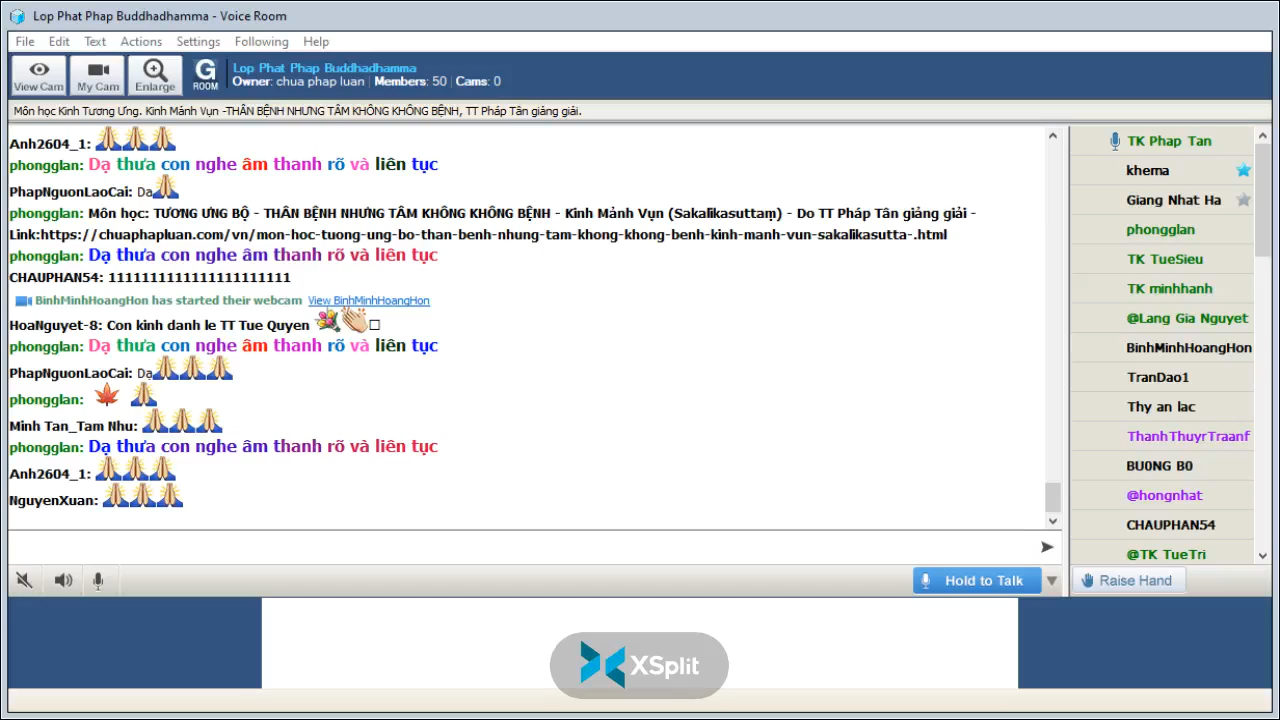 Lop Phat Phap Buddhadhamma - Voice Room
File Edit Text Actions Settings Following Help
View Cam My Cam Enlarge G ROOM
Lop Phat Phap Buddhadhamma
Owner: chua phap luan | Members: 50 | Cams: 0
Môn học Kinh Tương Ưng. Kinh Mảnh Vụn -THÂN BỆNH NHƯNG TÂM KHÔNG KHÔNG BỆNH, TT Pháp Tân giảng giải.
Anh2604_1:
phongglan: Dạ thưa con nghe âm thanh rõ và liên tục
PhapNguonLaoCai: Dạ
phongglan: Môn học: TƯƠNG ƯNG BỘ - THÂN BỆNH NHƯNG TÂM KHÔNG KHÔNG BỆNH - Kinh Mảnh Vụn (Sakalikasuttaṃ) - Do TT Pháp Tân giảng giải -
Link:https://chuaphapluan.com/vn/mon-hoc-tuong-ung-bo-than-benh-nhung-tam-khong-khong-benh-kinh-manh-vun-sakalikasutta-.html
phongglan: Dạ thưa con nghe âm thanh rõ và liên tục
CHAUPHAN54: 1111111111111111111111
BinhMinhHoangHon has started their webcam View BinhMinhHoangHon
HoaNguyet-8: Con kinh danh le TT Tue Quyen
phongglan: Dạ thưa con nghe âm thanh rõ và liên tục
PhapNguonLaoCai: Dạ
phongglan:
Minh Tan_Tam Nhu:
phongglan: Dạ thưa con nghe âm thanh rõ và liên tục
Anh2604_1:
NguyenXuan:
TK Phap Tan
khema
Giang Nhat Ha
phongglan
TK TueSieu
TK minhhanh
@Lang Gia Nguyet
BinhMinhHoangHon
TranDao1
Thy an lac
ThanhThuyrTraanf
BU0NG B0
@hongnhat
CHAUPHAN54
@TK TueTri
Hold to Talk
Raise Hand
XSplit